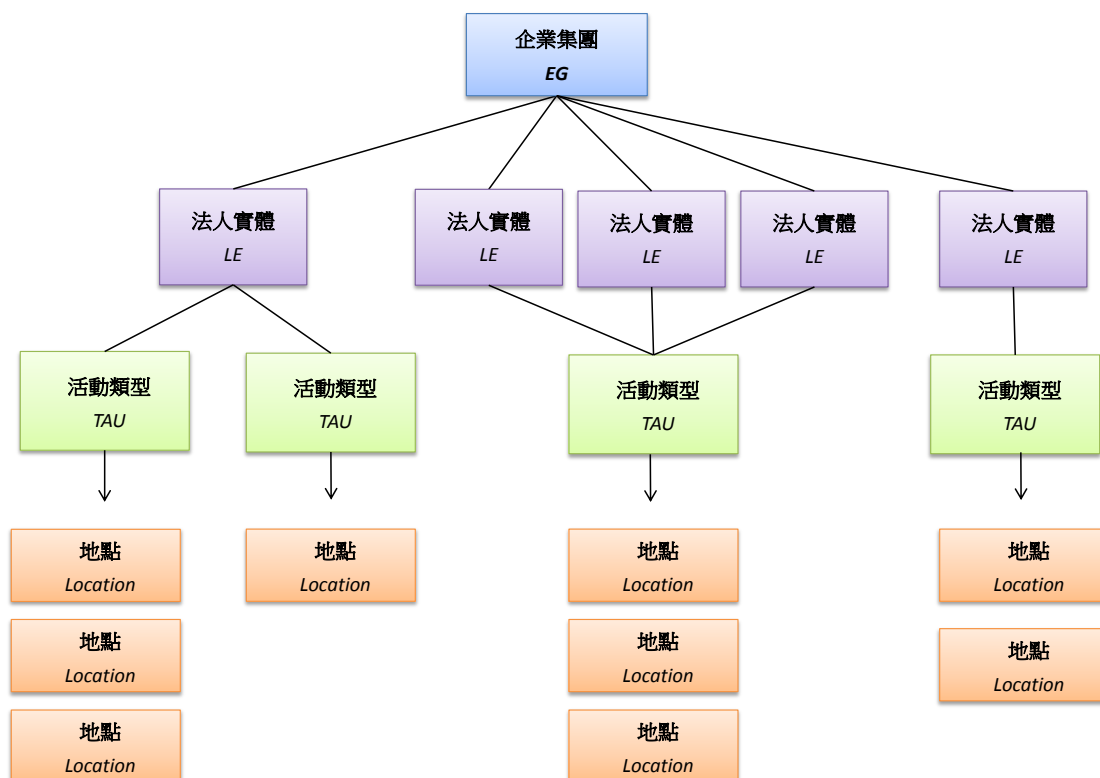 企業集團
EG
法人實體
LE
法人實體
LE
法人實體
LE
法人實體
LE
法人實體
LE
活動類型
TAU
活動類型
TAU
活動類型
TAU
活動類型
TAU
地點
Location
地點
Location
地點
Location
地點
Location
地點
Location
地點
Location
地點
Location
地點
Location
地點
Location